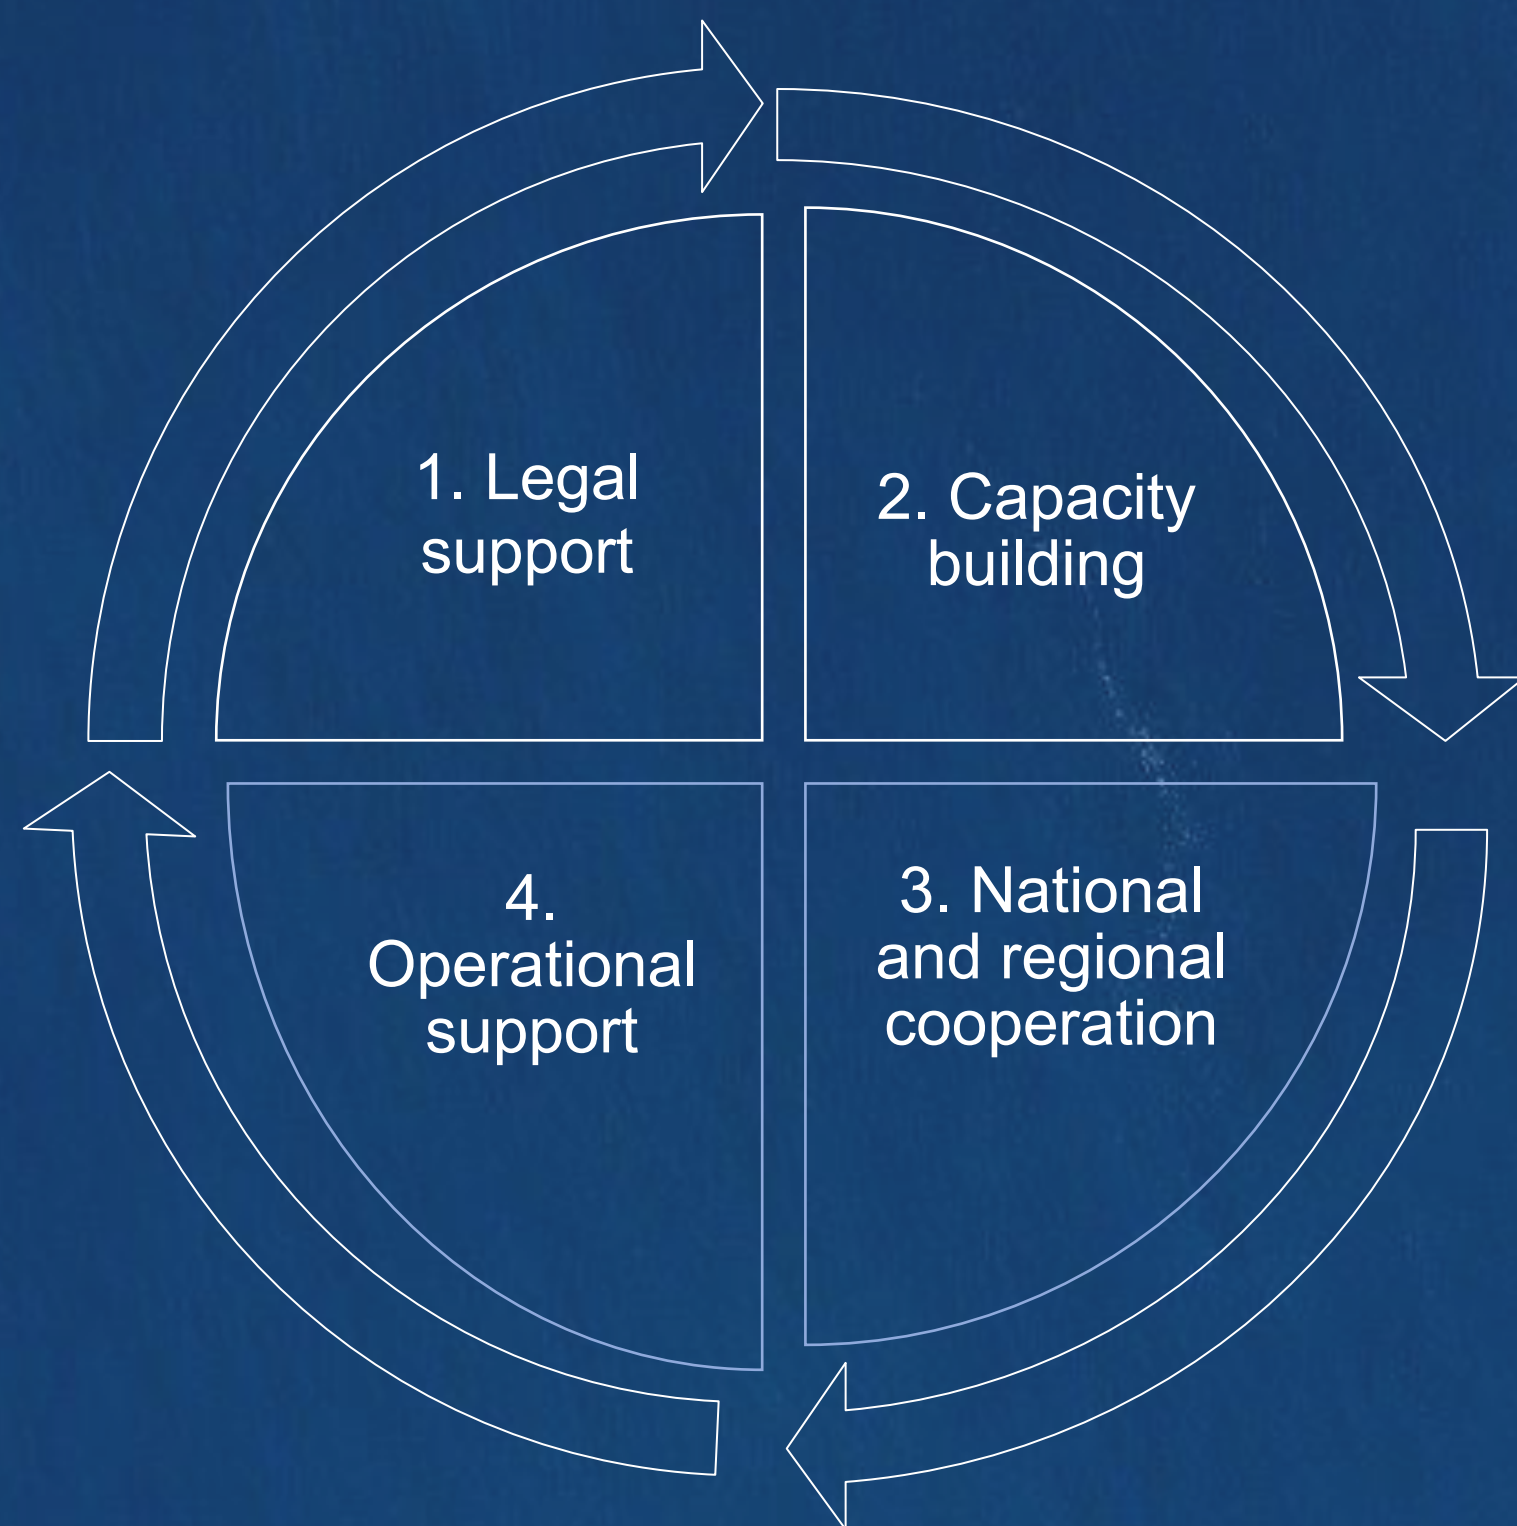 1. Legal
support
2. Capacity
building
3. National
and regional
cooperation
4.
Operational
support